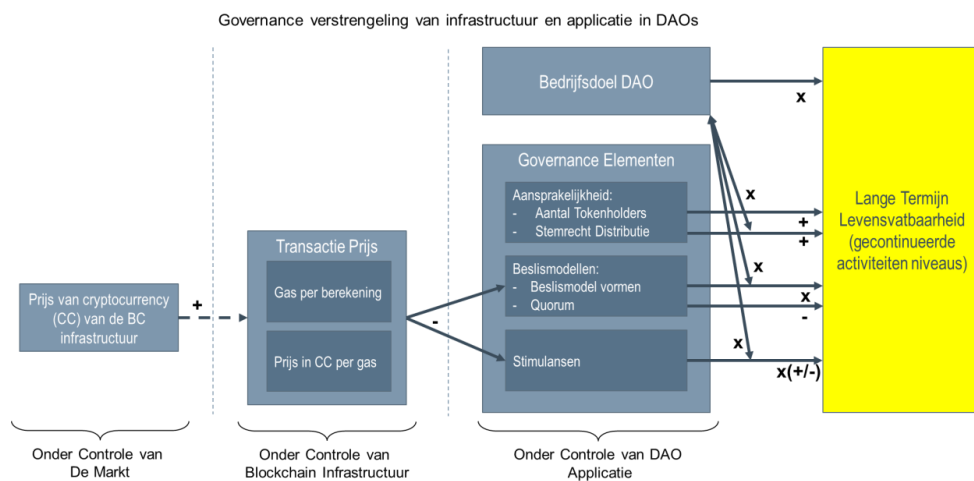 Governance verstrengeling van infrastructuur en applicatie in DAOs
Prijs van cryptocurrency
(CC) van de BC
infrastructuur
+
Onder Controle van
De Markt
Transactie Prijs
Gas per berekening
Prijs in CC per gas
-
Onder Controle van
Blockchain Infrastructuur
Bedrijfsdoel DAO
x
Governance Elementen
Aansprakelijkheid:
- Aantal Tokenholders
- Stemrecht Distributie
x
+
+
Beslismodellen:
- Beslismodel vormen
- Quorum
x
x
-
Stimulansen
x
x(+/-)
Onder Controle van DAO
Applicatie
Lange Termijn
Levensvatbaarheid
(gecontinueerde
activiteiten niveaus)